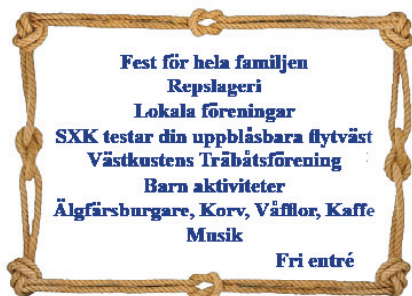 Fest för hela familjen
Repslageri
Lokala föreningar
SXK testar din uppblåsbara flytväst
Västkustens Träbåtsförening
Barn aktiviteter
Älgfärsburgare, Korv, Våfflor, Kaffe
Musik
Fri entré